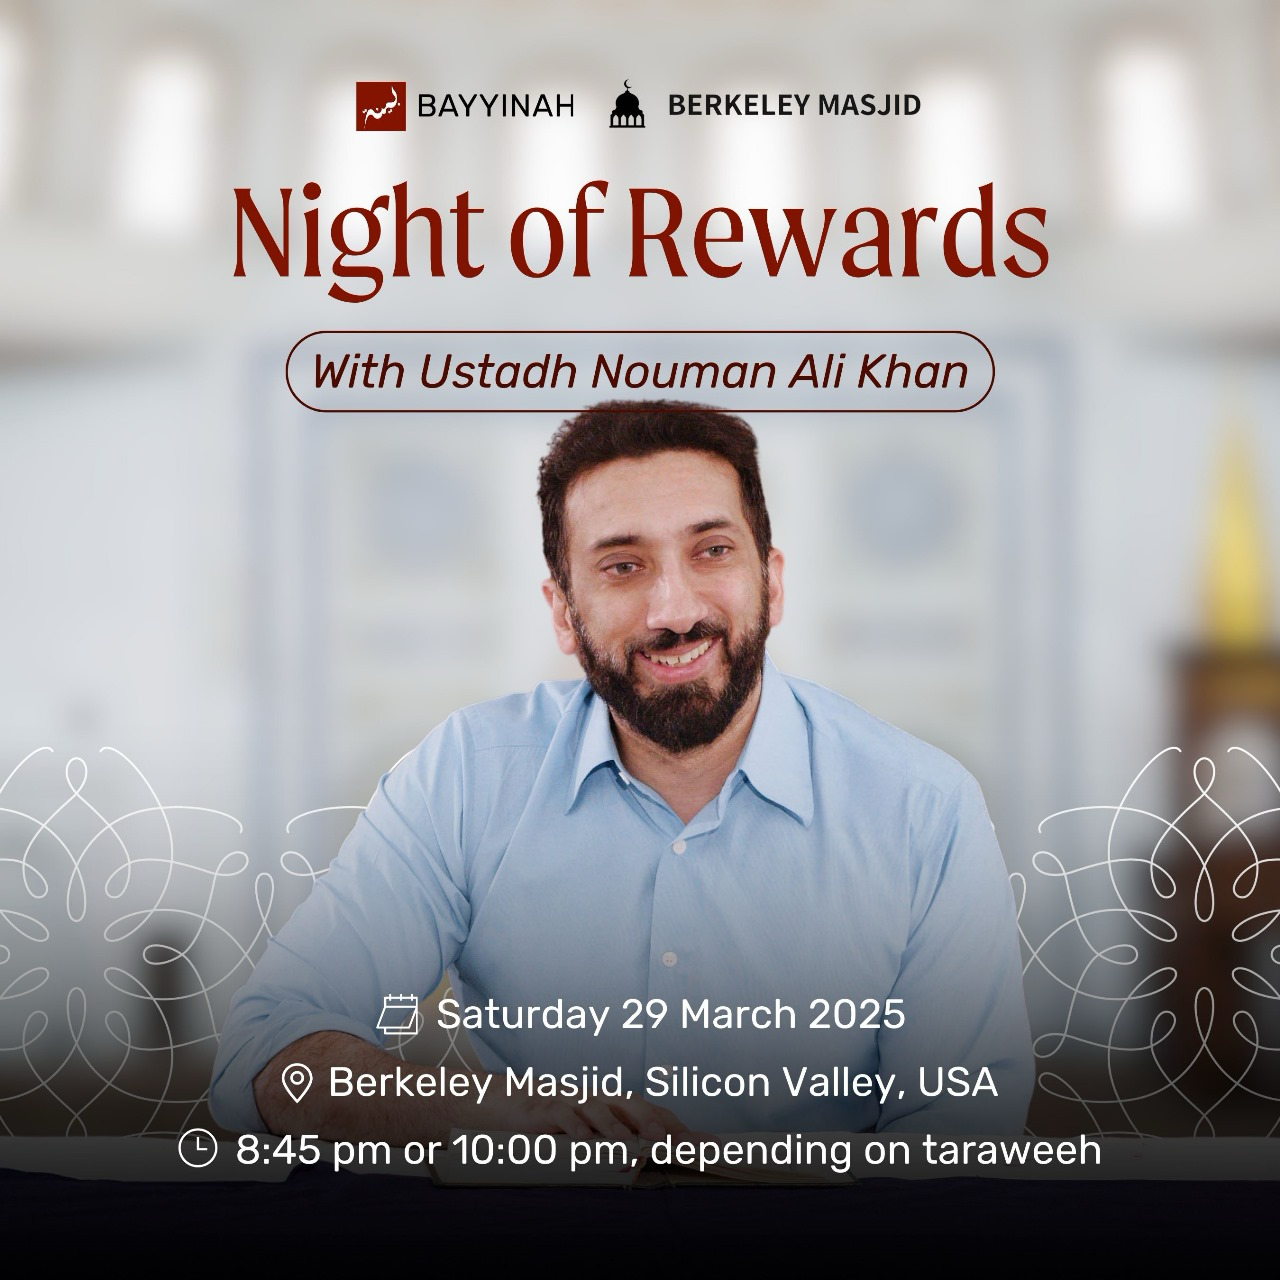 بينة
BAYYINAH
BERKELEY MASJID
Night of Rewards
With Ustadh Nouman Ali Khan
Saturday 29 March 2025
Berkeley Masjid, Silicon Valley, USA
8:45 pm or 10:00 pm, depending on taraweeh